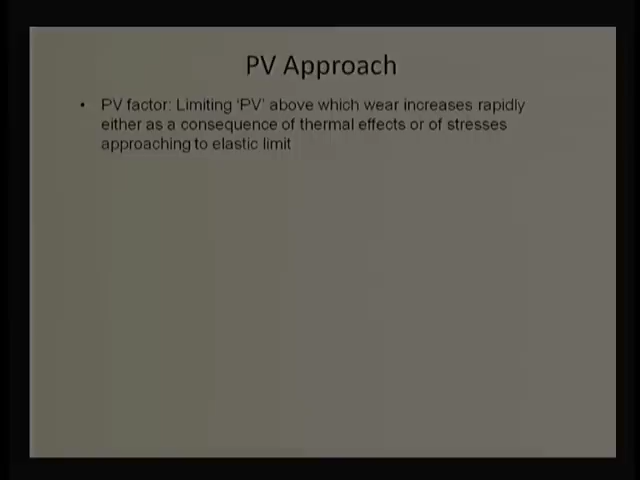 PV Approach
• PV factor: Limiting 'PV' above which wear increases rapidly
either as a consequence of thermal effects or of stresses
approaching to elastic limit